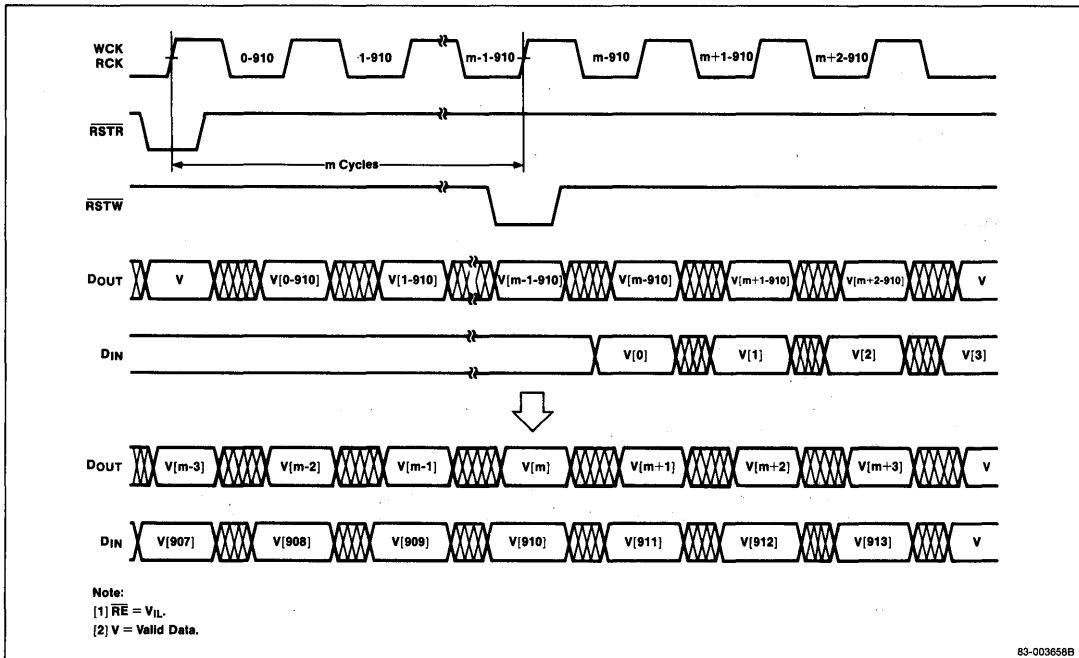 WCK
RCK
0-910
1-910
m-1-910
m-910
m+1-910
m+2-910
RSTR
m Cycles
RSTW
DOUT
V
V[0-910]
V[1-910]
V[m-1-910]
V[m-910]
V[m+1-910]
V[m+2-910]
V
DIN
V[0]
V[1]
V[2]
V[3]
DOUT
V[m-3]
V[m-2]
V[m-1]
V[m]
V[m+1]
V[m+2]
V[m+3]
V
DIN
V[907]
V[908]
V[909]
V[910]
V[911]
V[912]
V[913]
V
Note:
[1] RE = VIL.
[2] V = Valid Data.
83-003658B